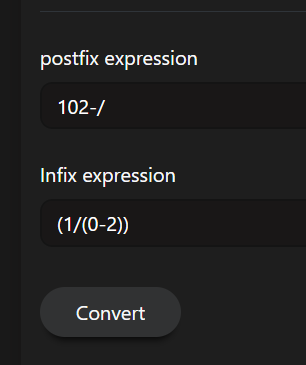 postfix expression
102-/
Infix expression
(1/(0-2))
Convert